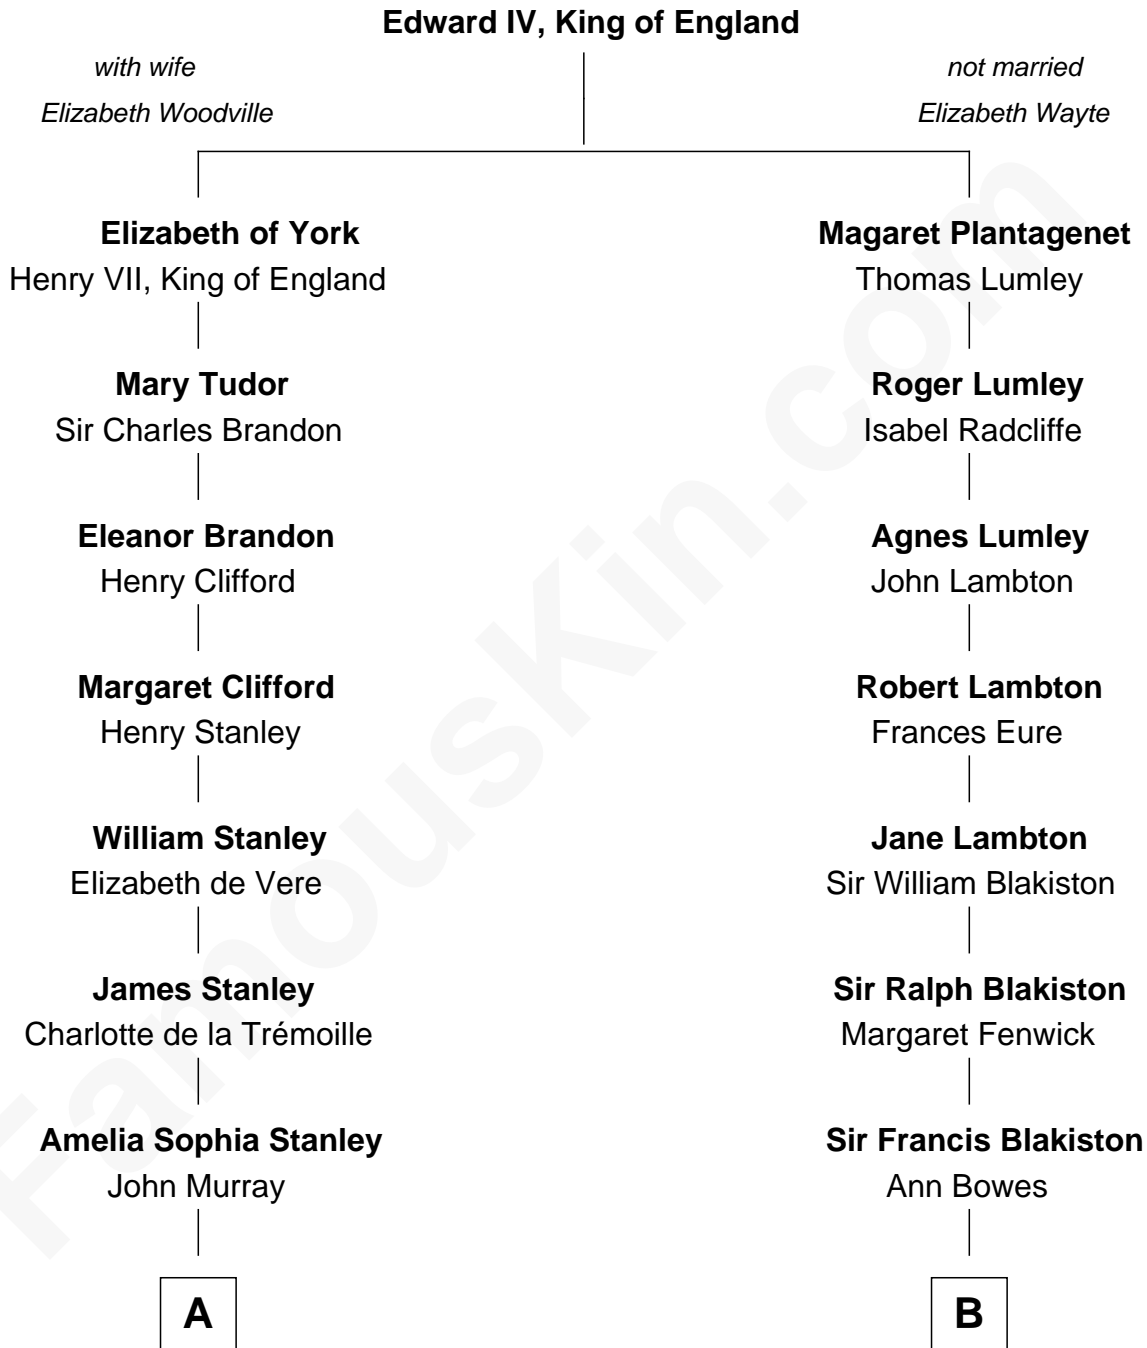 Edward IV, King of England
with wife
Elizabeth Woodville
not married
Elizabeth Wayte
Elizabeth of York
Henry VII, King of England
Magaret Plantagenet
Thomas Lumley
Mary Tudor
Sir Charles Brandon
Roger Lumley
Isabel Radcliffe
Eleanor Brandon
Henry Clifford
Agnes Lumley
John Lambton
Margaret Clifford
Henry Stanley
Robert Lambton
Frances Eure
William Stanley
Elizabeth de Vere
Jane Lambton
Sir William Blakiston
James Stanley
Charlotte de la Trémoille
Sir Ralph Blakiston
Margaret Fenwick
Amelia Sophia Stanley
John Murray
Sir Francis Blakiston
Ann Bowes
A
B
FamousKin.com